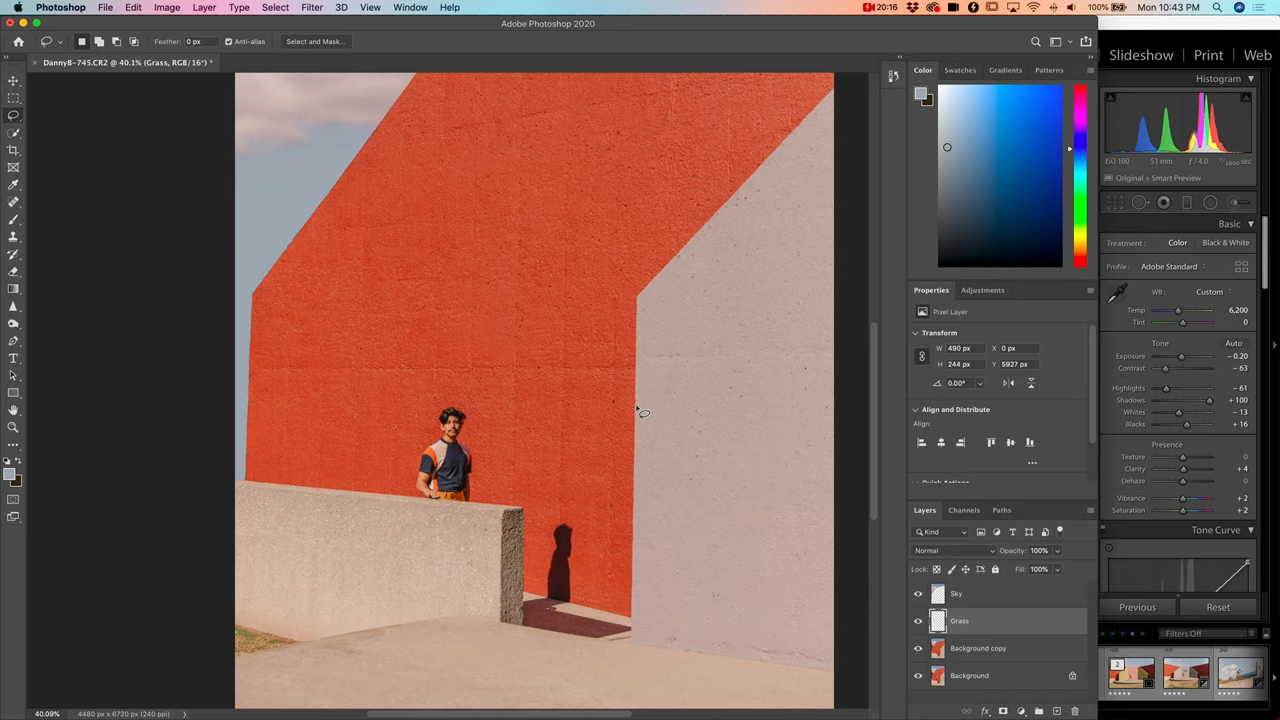 Photoshop File Edit Image Layer Type Select Filter 3D View Window Help 20:16 100% Mon 10:43 PM
Adobe Photoshop 2020
Feather: 0 px Anti-alias Select and Mask...
DannyB-745.CR2 @ 40.1% (Grass, RGB/16*) *
Color Swatches Gradients Patterns
Properties Adjustments
Pixel Layer
Transform
W 490 px X 0 px
H 244 px Y 5927 px
0.00°
Align and Distribute
Align:
Layers Channels Paths
Kind
Normal Opacity: 100%
Lock: Fill: 100%
Sky
Grass
Background copy
Background
40.09% 4480 px x 6720 px (240 ppi)
Slideshow Print Web
Histogram
ISO 100 51 mm ƒ / 4.0 1/1600 sec
Original + Smart Preview
Basic
Treatment: Color Black & White
Profile: Adobe Standard
WB: Custom
Temp 6,200
Tint 0
Tone Auto
Exposure − 0.20
Contrast − 63
Highlights − 61
Shadows + 100
Whites − 13
Blacks + 16
Presence
Texture 0
Clarity + 4
Dehaze 0
Vibrance + 2
Saturation + 2
Tone Curve
Previous Reset
Filters Off
2